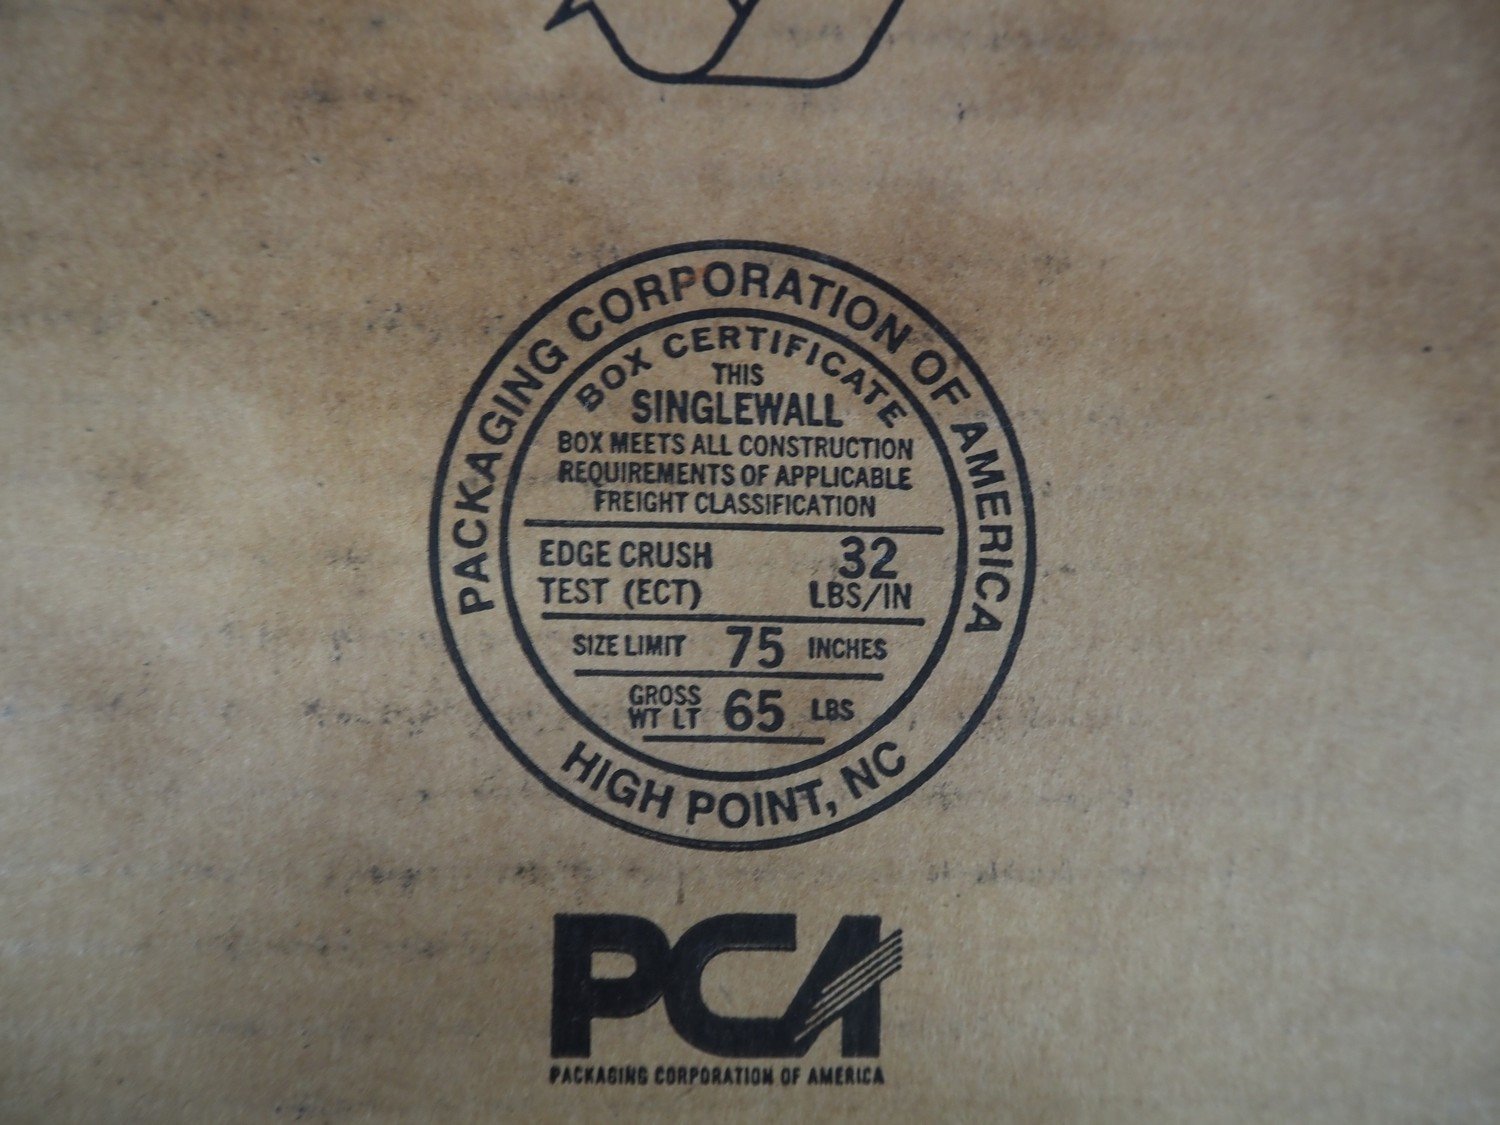 PACKAGING CORPORATION OF AMERICA
BOX CERTIFICATE
THIS
SINGLEWALL
BOX MEETS ALL CONSTRUCTION
REQUIREMENTS OF APPLICABLE
FREIGHT CLASSIFICATION
EDGE CRUSH 32
TEST (ECT) LBS/IN
SIZE LIMIT 75 INCHES
GROSS
WT LT 65 LBS
HIGH POINT, NC
PCA
PACKAGING CORPORATION OF AMERICA